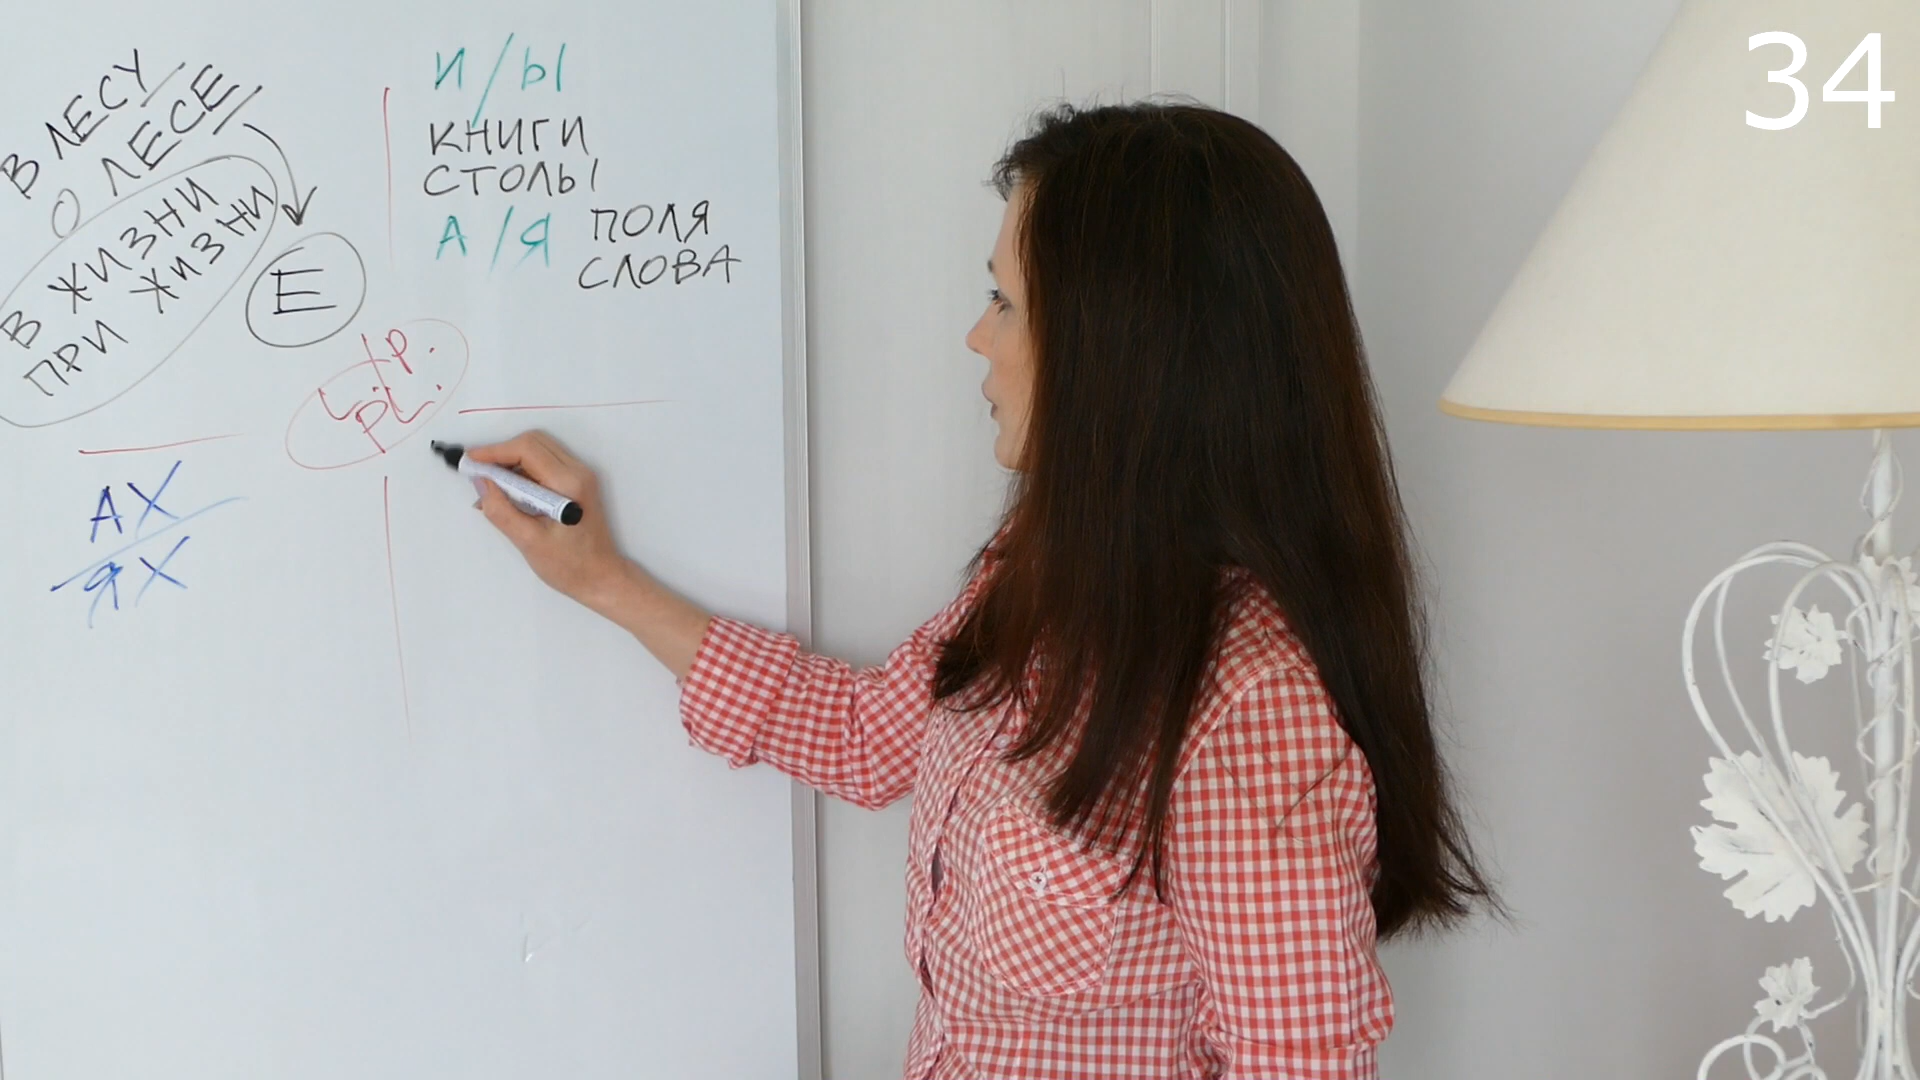 34
В ЛЕСУ
О ЛЕСЕ
В ЖИЗНИ
ПРИ ЖИЗНИ
Е
И/Ы
КНИГИ
СТОЛЫ
А/Я ПОЛЯ
СЛОВА
PL.
АХ
ЯХ